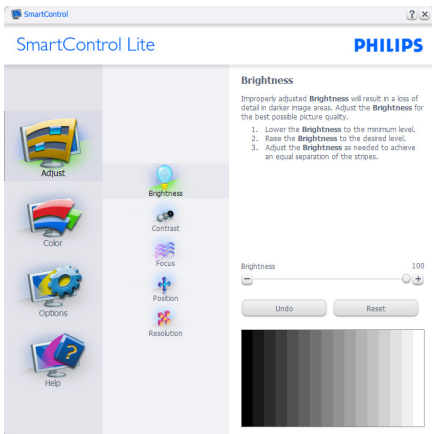 SmartControl
? ×
SmartControl Lite
PHILIPS
Adjust
Color
Options
Help
Brightness
Contrast
Focus
Position
Resolution
Brightness
Improperly adjusted Brightness will result in a loss of
detail in darker image areas. Adjust the Brightness for
the best possible picture quality.
1. Lower the Brightness to the minimum level.
2. Raise the Brightness to the desired level.
3. Adjust the Brightness as needed to achieve
an equal separation of the stripes.
Brightness 100
Undo Reset